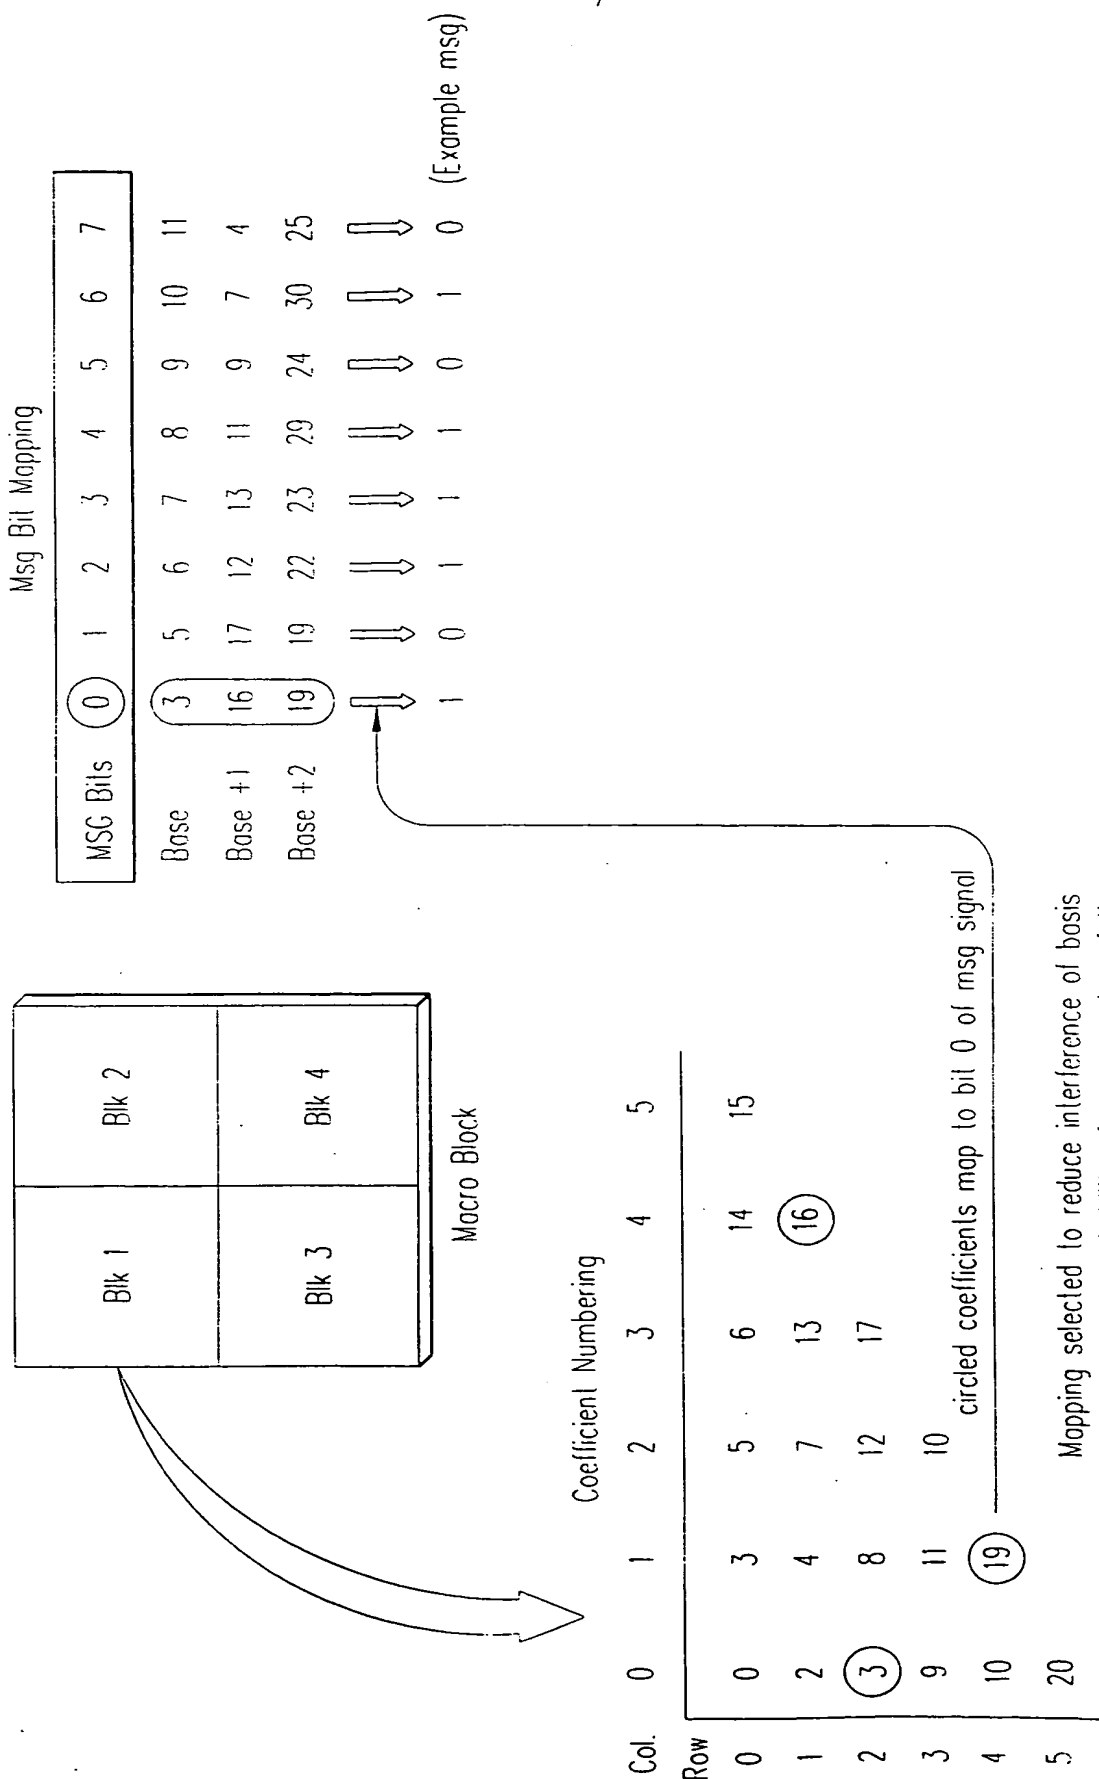 Msg Bit Mapping
MSG Bits 0 1 2 3 4 5 6 7
Base 3 5 6 7 8 9 10 11
Base +1 16 17 12 13 11 9 7 4
Base +2 19 19 22 23 29 24 30 25
1 0 1 1 1 0 1 0 (Example msg)
Blk 1 Blk 2
Blk 3 Blk 4
Macro Block
Coefficient Numbering
Col. 0 1 2 3 4 5
Row
0 0 3 5 6 14 15
1 2 4 7 13 16
2 3 8 12 17
3 9 11 10
4 10 19
5 20
circled coefficients map to bit 0 of msg signal
Mapping selected to reduce interference of basis